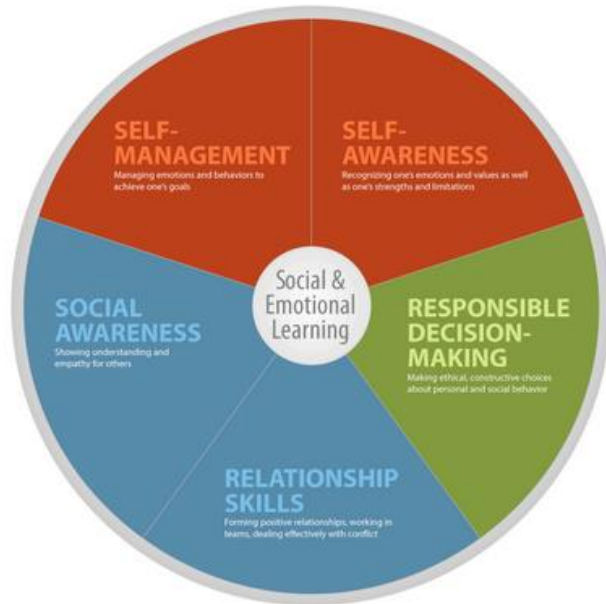 SELF-
MANAGEMENT
Managing emotions and behaviors to
achieve one's goals
SELF-
AWARENESS
Recognizing one's emotions and values as well
as one's strengths and limitations
SOCIAL
AWARENESS
Showing understanding and
empathy for others
Social &
Emotional
Learning
RESPONSIBLE
DECISION-
MAKING
Making ethical, constructive choices
about personal and social behavior
RELATIONSHIP
SKILLS
Forming positive relationships, working in
teams, dealing effectively with conflict